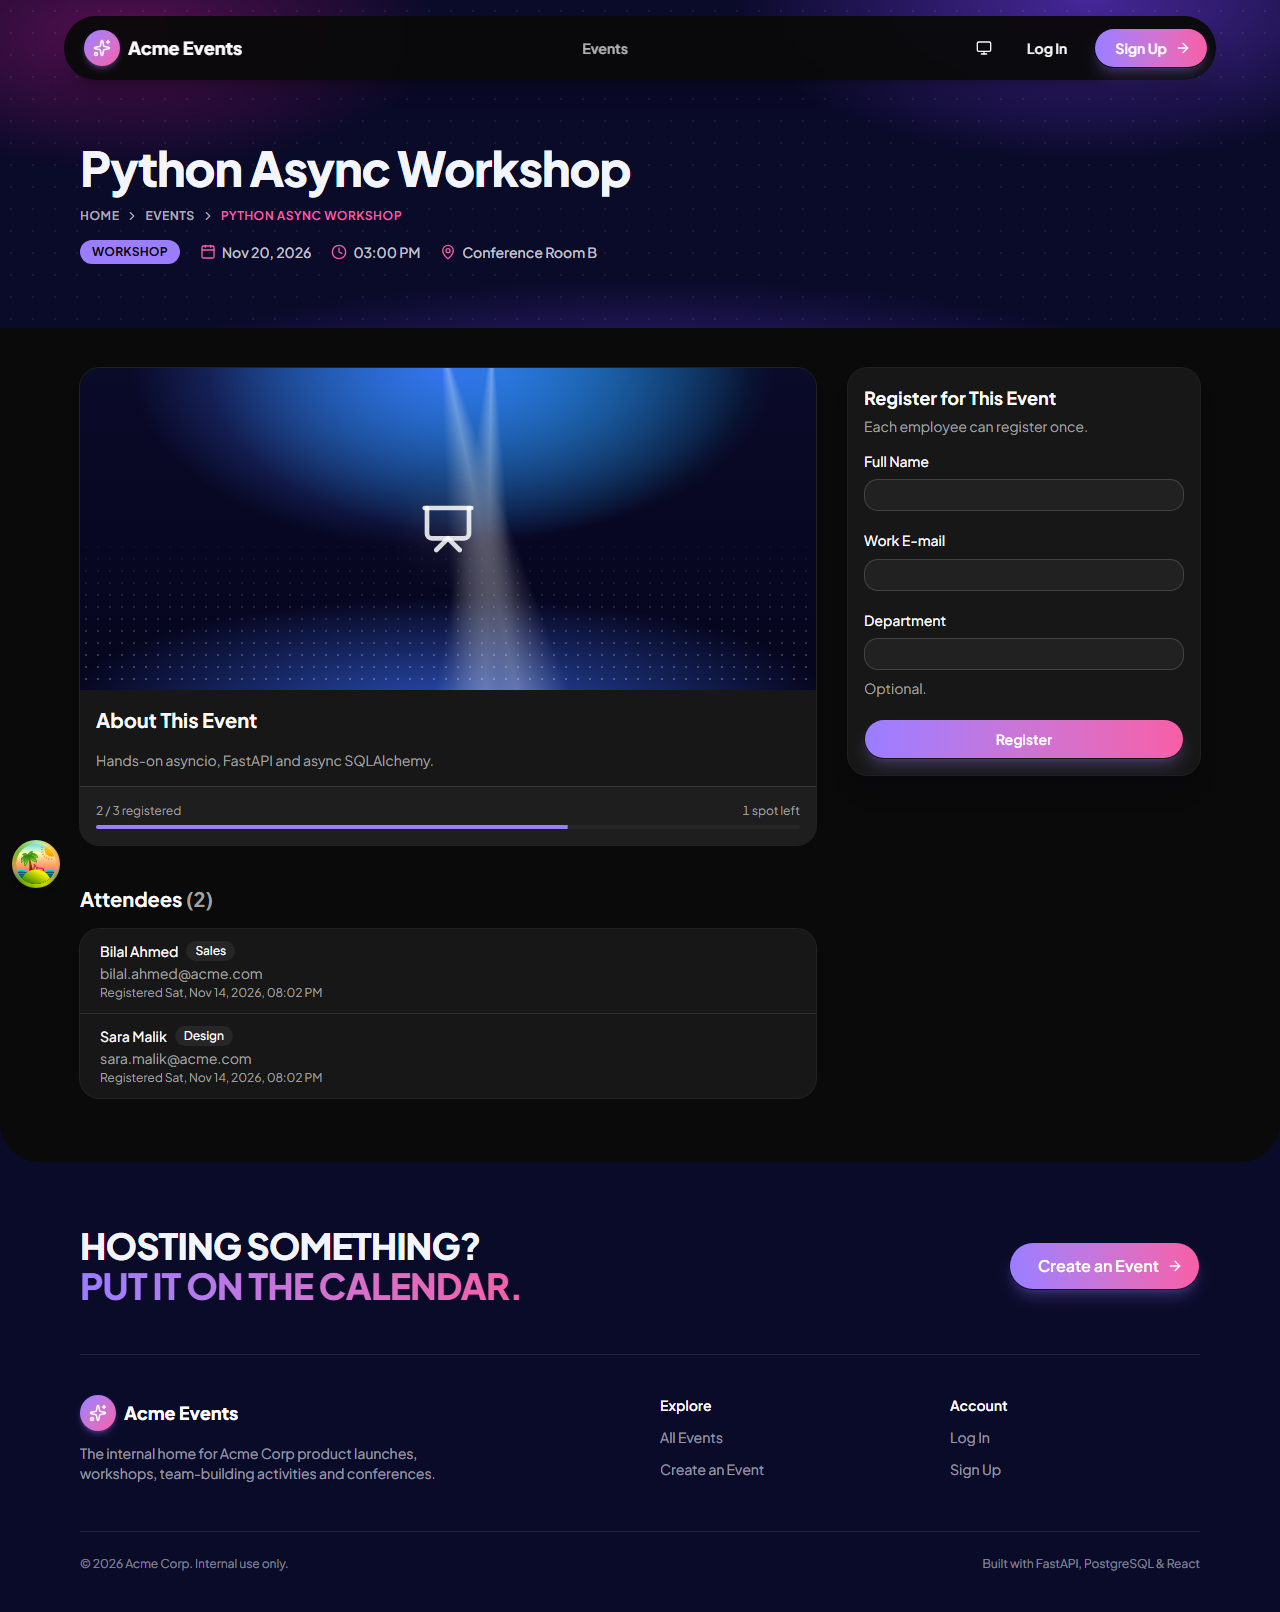 Acme Events
Events
Log In
Sign Up
Python Async Workshop
HOME > EVENTS > PYTHON ASYNC WORKSHOP
WORKSHOP
Nov 20, 2026
03:00 PM
Conference Room B
About This Event
Hands-on asyncio, FastAPI and async SQLAlchemy.
2 / 3 registered
1 spot left
Register for This Event
Each employee can register once.
Full Name
Work E-mail
Department
Optional.
Register
Attendees (2)
Bilal Ahmed Sales
bilal.ahmed@acme.com
Registered Sat, Nov 14, 2026, 08:02 PM
Sara Malik Design
sara.malik@acme.com
Registered Sat, Nov 14, 2026, 08:02 PM
HOSTING SOMETHING?
PUT IT ON THE CALENDAR.
Create an Event
Acme Events
The internal home for Acme Corp product launches,
workshops, team-building activities and conferences.
Explore
All Events
Create an Event
Account
Log In
Sign Up
© 2026 Acme Corp. Internal use only.
Built with FastAPI, PostgreSQL & React